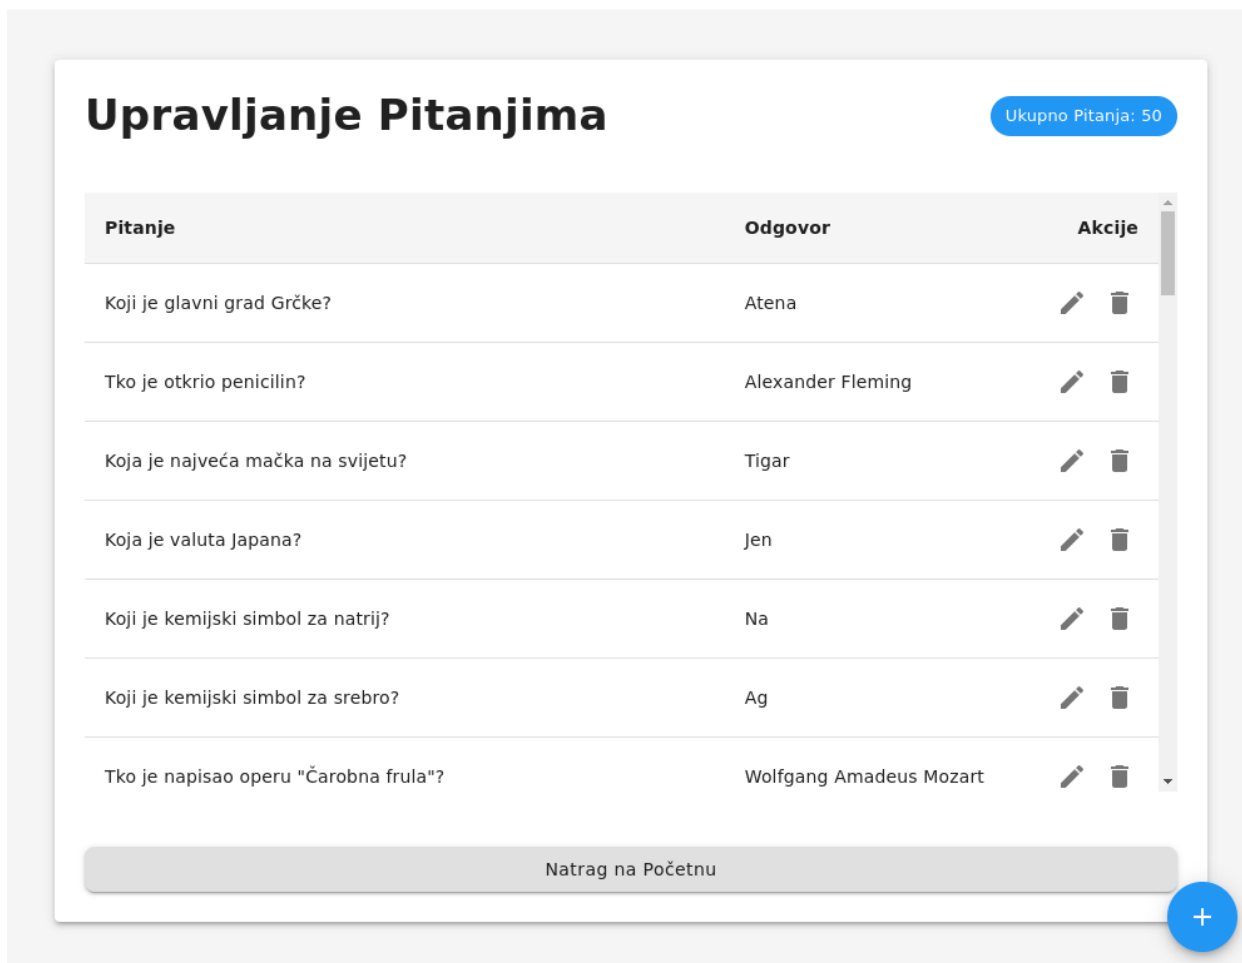 Upravljanje Pitanjima
Ukupno Pitanja: 50
Pitanje Odgovor Akcije
Koji je glavni grad Grčke? Atena
Tko je otkrio penicilin? Alexander Fleming
Koja je najveća mačka na svijetu? Tigar
Koja je valuta Japana? Jen
Koji je kemijski simbol za natrij? Na
Koji je kemijski simbol za srebro? Ag
Tko je napisao operu "Čarobna frula"? Wolfgang Amadeus Mozart
Natrag na Početnu
+